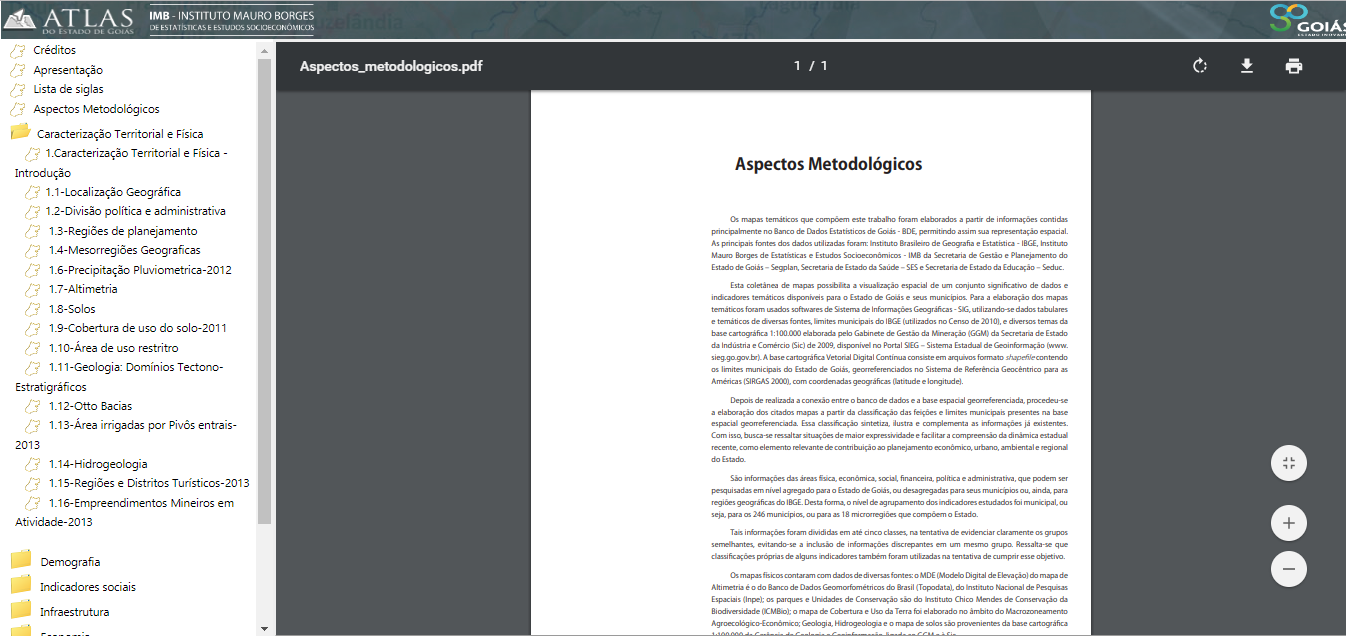 ATLAS
DO ESTADO DE GOIÁS
IMB - INSTITUTO MAURO BORGES
DE ESTATÍSTICAS E ESTUDOS SOCIOECONÔMICOS
GOIÁS
Créditos
Apresentação
Lista de siglas
Aspectos Metodológicos
Caracterização Territorial e Física
1.Caracterização Territorial e Física -
Introdução
1.1-Localização Geográfica
1.2-Divisão política e administrativa
1.3-Regiões de planejamento
1.4-Mesorregiões Geograficas
1.6-Precipitação Pluviometrica-2012
1.7-Altimetria
1.8-Solos
1.9-Cobertura de uso do solo-2011
1.10-Área de uso restritro
1.11-Geologia: Domínios Tectono-
Estratigráficos
1.12-Otto Bacias
1.13-Área irrigadas por Pivôs entrais-
2013
1.14-Hidrogeologia
1.15-Regiões e Distritos Turísticos-2013
1.16-Empreendimentos Mineiros em
Atividade-2013
Demografia
Indicadores sociais
Infraestrutura
Economia
Aspectos_metodologicos.pdf
1 / 1
Aspectos Metodológicos
Os mapas temáticos que compõem este trabalho foram elaborados a partir de informações contidas
principalmente no Banco de Dados Estatísticos de Goiás - BDE, permitindo assim sua representação espacial.
As principais fontes dos dados utilizadas foram: Instituto Brasileiro de Geografia e Estatística - IBGE, Instituto
Mauro Borges de Estatísticas e Estudos Socioeconômicos - IMB da Secretaria de Gestão e Planejamento do
Estado de Goiás – Segplan, Secretaria de Estado da Saúde – SES e Secretaria de Estado da Educação – Seduc.
Esta coletânea de mapas possibilita a visualização espacial de um conjunto significativo de dados e
indicadores temáticos disponíveis para o Estado de Goiás e seus municípios. Para a elaboração dos mapas
temáticos foram usados softwares de Sistema de Informações Geográficas - SIG, utilizando-se dados tabulares
e temáticos de diversas fontes, limites municipais do IBGE (utilizados no Censo de 2010), e diversos temas da
base cartográfica 1:100.000 elaborada pelo Gabinete de Gestão da Mineração (GGM) da Secretaria de Estado
da Indústria e Comércio (Sic) de 2009, disponível no Portal SIEG – Sistema Estadual de Geoinformação (www.
sieg.go.gov.br). A base cartográfica Vetorial Digital Contínua consiste em arquivos formato shapefile contendo
os limites municipais do Estado de Goiás, georreferenciados no Sistema de Referência Geocêntrico para as
Américas (SIRGAS 2000), com coordenadas geográficas (latitude e longitude).
Depois de realizada a conexão entre o banco de dados e a base espacial georreferenciada, procedeu-se
a elaboração dos citados mapas a partir da classificação das feições e limites municipais presentes na base
espacial georreferenciada. Essa classificação sintetiza, ilustra e complementa as informações já existentes.
Com isso, busca-se ressaltar situações de maior expressividade e facilitar a compreensão da dinâmica estadual
recente, como elemento relevante de contribuição ao planejamento econômico, urbano, ambiental e regional
do Estado.
São informações das áreas física, econômica, social, financeira, política e administrativa, que podem ser
pesquisadas em nível agregado para o Estado de Goiás, ou desagregadas para seus municípios ou, ainda, para
regiões geográficas do IBGE. Desta forma, o nível de agrupamento dos indicadores estudados foi municipal, ou
seja, para os 246 municípios, ou para as 18 microrregiões que compõem o Estado.
Tais informações foram divididas em até cinco classes, na tentativa de evidenciar claramente os grupos
semelhantes, evitando-se a inclusão de informações discrepantes em um mesmo grupo. Ressalta-se que
classificações próprias de alguns indicadores também foram utilizadas na tentativa de cumprir esse objetivo.
Os mapas físicos contaram com dados de diversas fontes: o MDE (Modelo Digital de Elevação) do mapa de
Altimetria é o do Banco de Dados Geomorfométricos do Brasil (Topodata), do Instituto Nacional de Pesquisas
Espaciais (Inpe); os parques e Unidades de Conservação são do Instituto Chico Mendes de Conservação da
Biodiversidade (ICMBio); o mapa de Cobertura e Uso da Terra foi elaborado no âmbito do Macrozoneamento
Agroecológico-Econômico; Geologia, Hidrogeologia e o mapa de solos são provenientes da base cartográfica